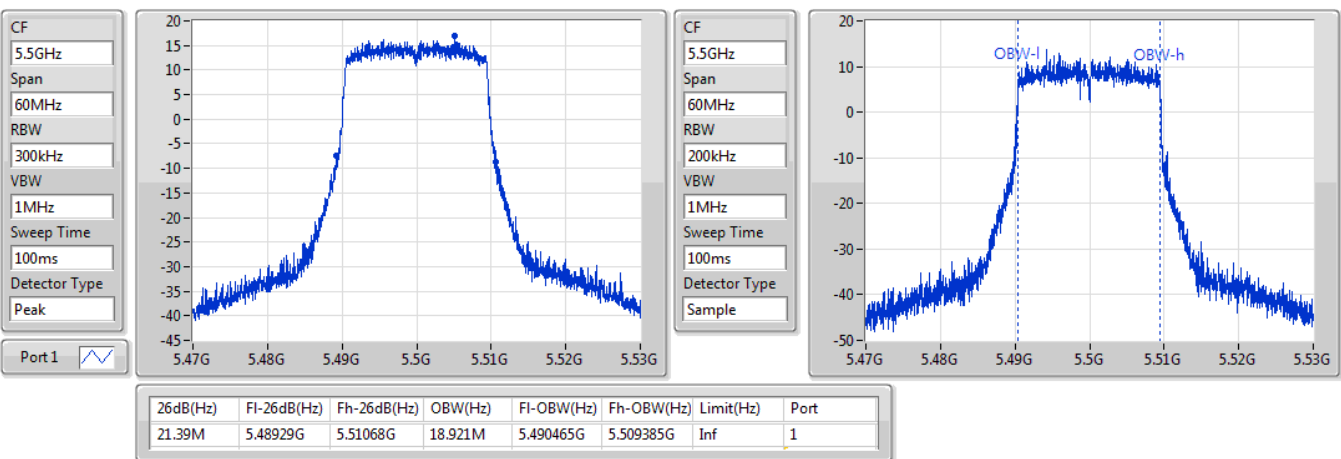 CF
5.5GHz
Span
60MHz
RBW
300kHz
VBW
1MHz
Sweep Time
100ms
Detector Type
Peak
Port 1
20
15
10
5
0
-5
-10
-15
-20
-25
-30
-35
-40
-45
5.47G 5.48G 5.49G 5.5G 5.51G 5.52G 5.53G
CF
5.5GHz
Span
60MHz
RBW
200kHz
VBW
1MHz
Sweep Time
100ms
Detector Type
Sample
20
10
0
-10
-20
-30
-40
-50
OBW-l OBW-h
5.47G 5.48G 5.49G 5.5G 5.51G 5.52G 5.53G
26dB(Hz) Fl-26dB(Hz) Fh-26dB(Hz) OBW(Hz) Fl-OBW(Hz) Fh-OBW(Hz) Limit(Hz) Port
21.39M 5.48929G 5.51068G 18.921M 5.490465G 5.509385G Inf 1